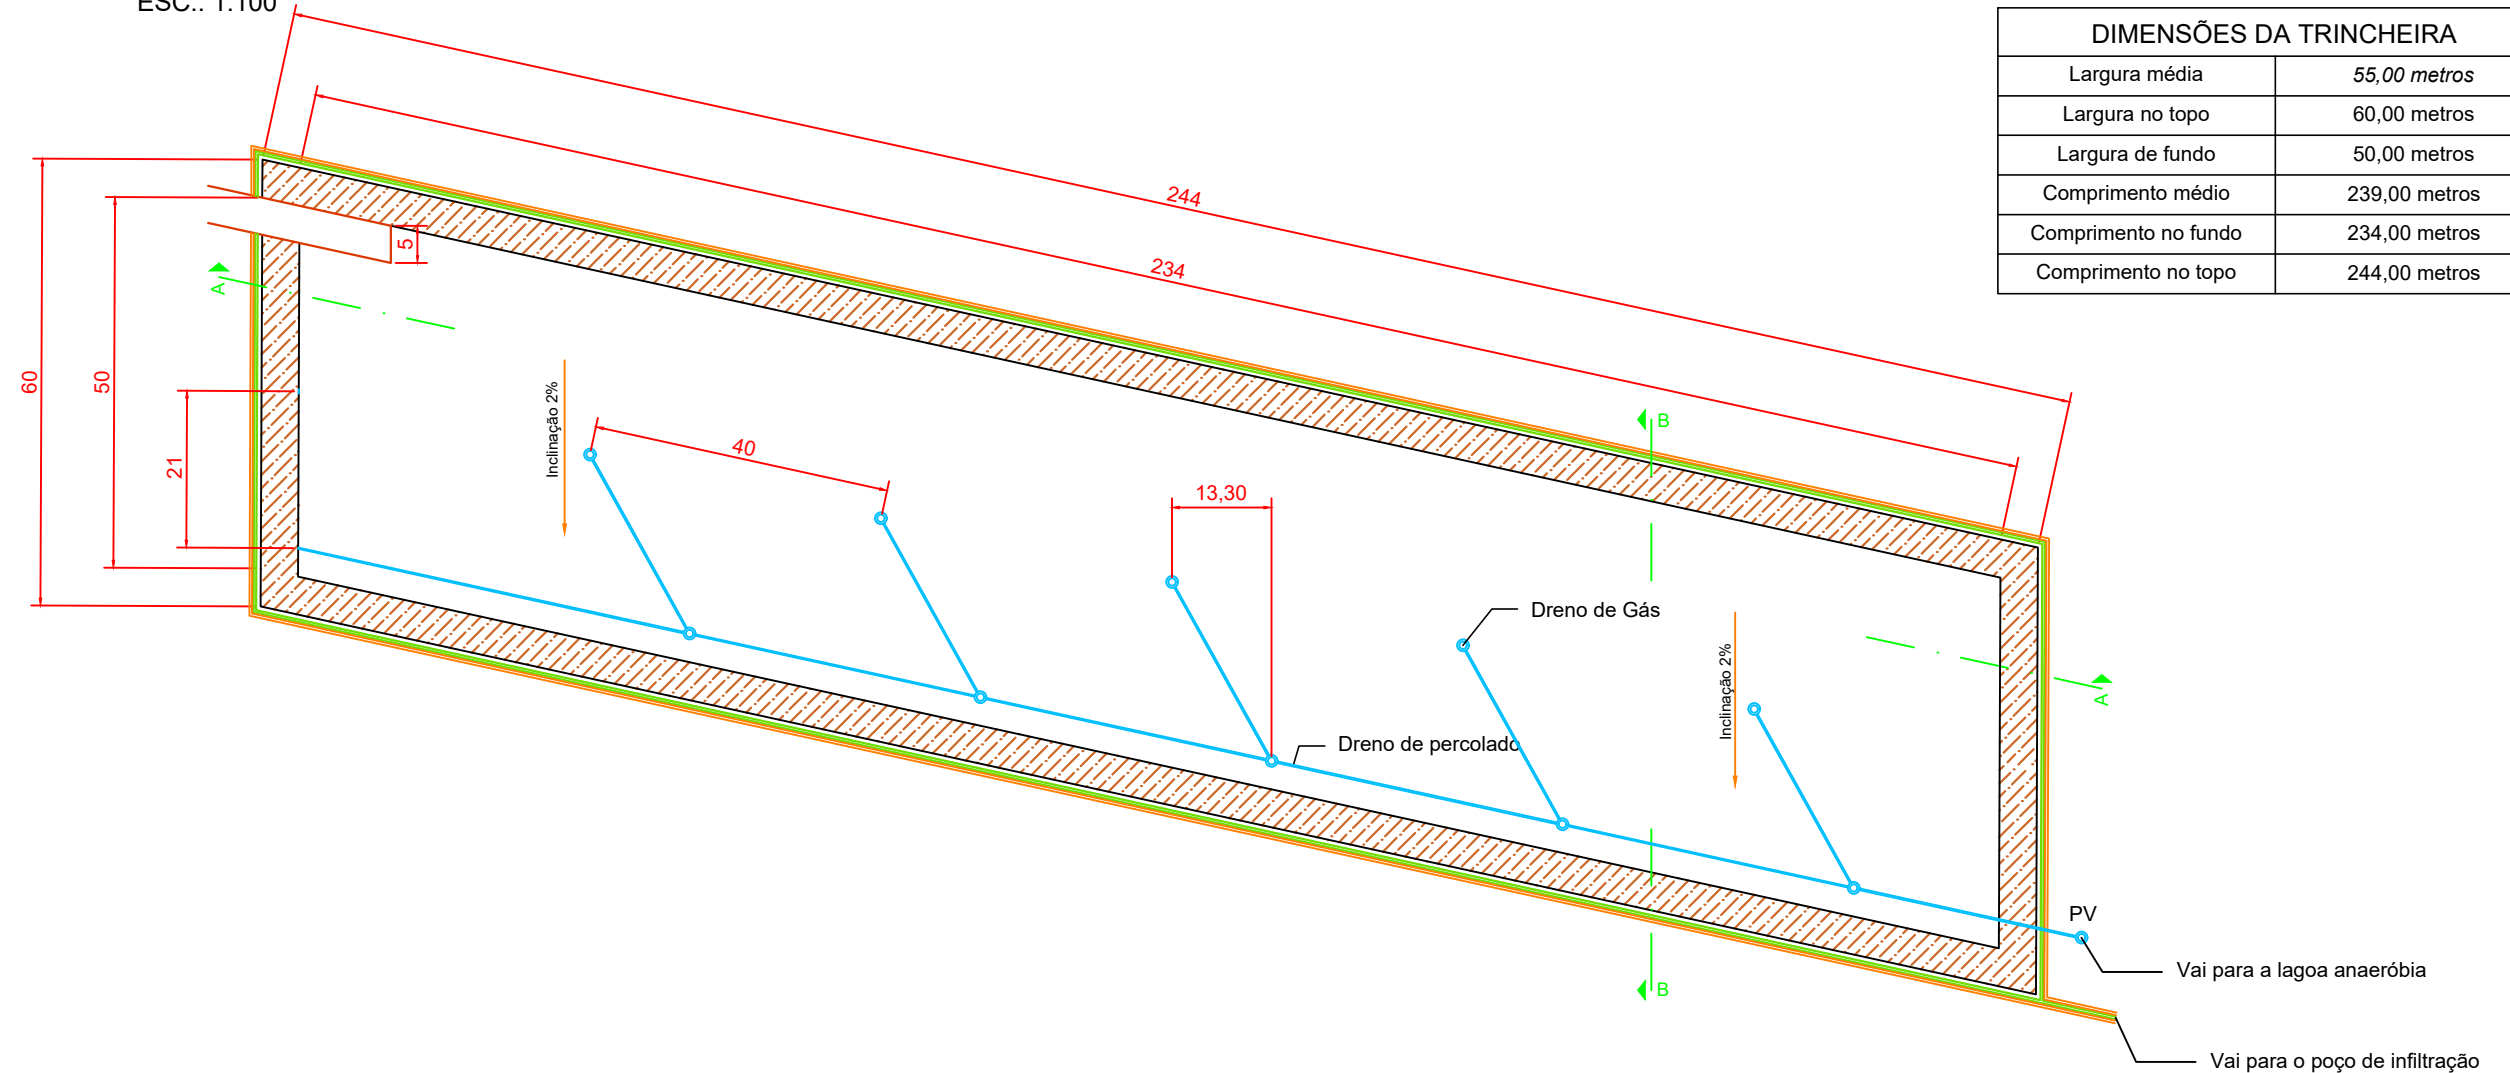 ESC.: 1:100
DIMENSÕES DA TRINCHEIRA
Largura média 55,00 metros
Largura no topo 60,00 metros
Largura de fundo 50,00 metros
Comprimento médio 239,00 metros
Comprimento no fundo 234,00 metros
Comprimento no topo 244,00 metros
244
234
5
A
60
50
21
Inclinação 2%
40
13,30
B
Dreno de Gás
Inclinação 2%
A
Dreno de percolado
PV
Vai para a lagoa anaeróbia
B
Vai para o poço de infiltração